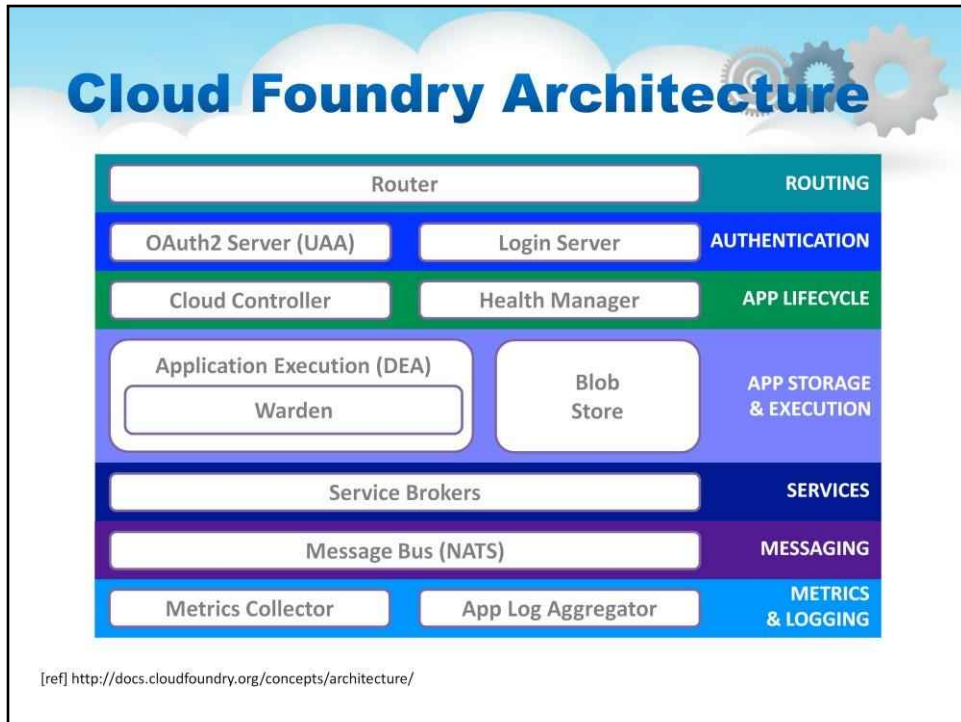 Cloud Foundry Architecture
Router
ROUTING
OAuth2 Server (UAA)
Login Server
AUTHENTICATION
Cloud Controller
Health Manager
APP LIFECYCLE
Application Execution (DEA)
Warden
Blob
Store
APP STORAGE
& EXECUTION
Service Brokers
SERVICES
Message Bus (NATS)
MESSAGING
Metrics Collector
App Log Aggregator
METRICS
& LOGGING
[ref] http://docs.cloudfoundry.org/concepts/architecture/